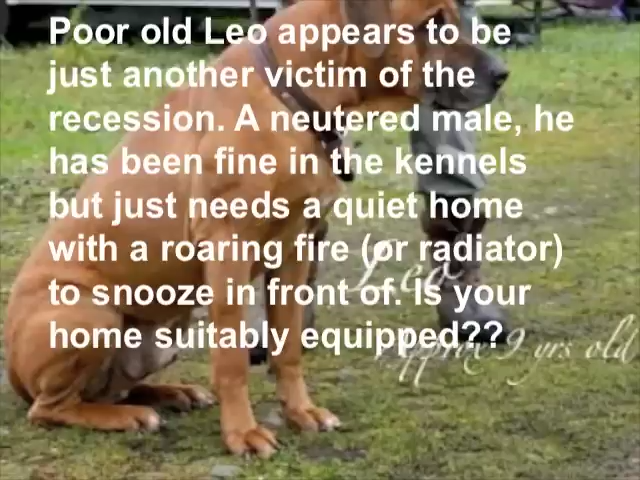 Poor old Leo appears to be
just another victim of the
recession. A neutered male, he
has been fine in the kennels
but just needs a quiet home
with a roaring fire (or radiator)
to snooze in front of. Is your
home suitably equipped??
Leo
Approx 9 yrs old